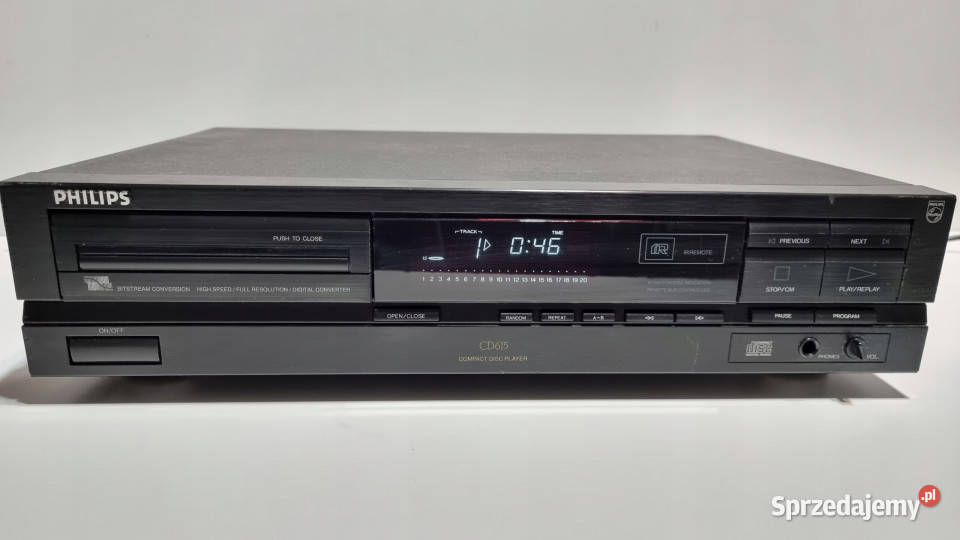 PHILIPS
PUSH TO CLOSE
BITSTREAM CONVERSION HIGH SPEED / FULL RESOLUTION / DIGITAL CONVERTER
TRACK TIME
1 0:46
1 2 3 4 5 6 7 8 9 10 11 12 13 14 15 16 17 18 19 20
IR REMOTE
PREVIOUS NEXT
STOP/CM PLAY/REPLAY
OPEN/CLOSE RANDOM REPEAT A-B PAUSE PROGRAM
ON/OFF
CD615
COMPACT DISC PLAYER
disc
PHONES VOL.
Sprzedajemy.pl